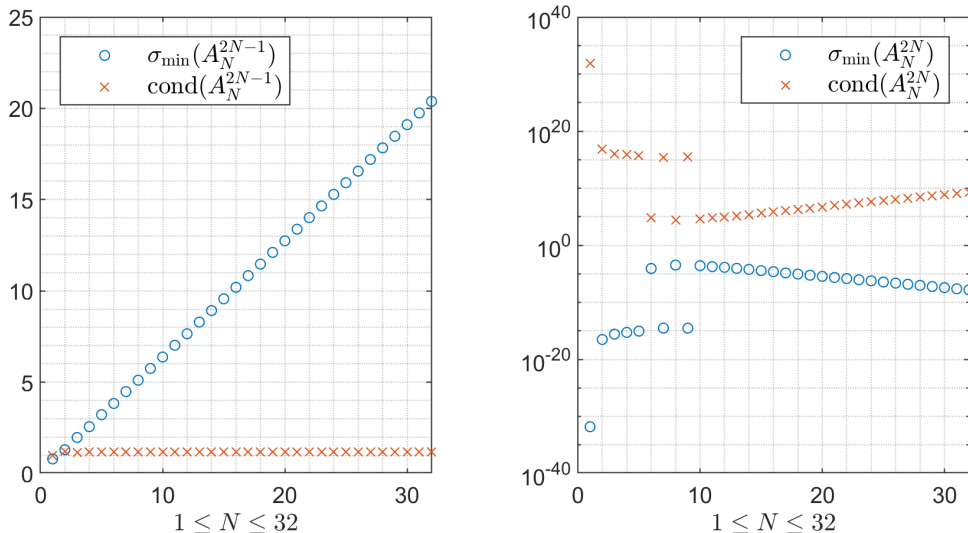 25
20
15
10
5
0
σ_min(A_N^{2N-1})
cond(A_N^{2N-1})
0 10 20 30
1 ≤ N ≤ 32
10^{40}
10^{20}
10^{0}
10^{-20}
10^{-40}
σ_min(A_N^{2N})
cond(A_N^{2N})
0 10 20 30
1 ≤ N ≤ 32